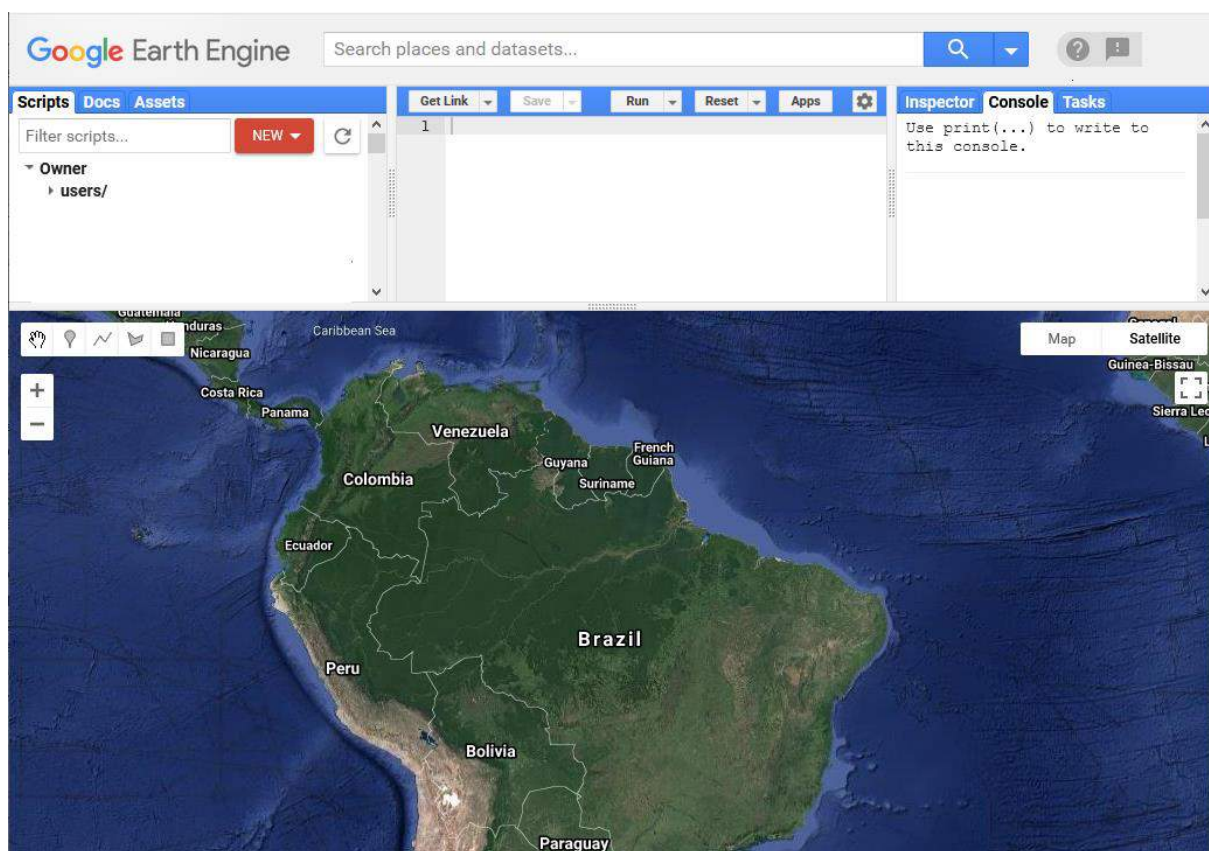 Google Earth Engine
Search places and datasets...
Scripts Docs Assets
Filter scripts...
NEW
Owner
users/
Get Link
Save
Run
Reset
Apps
1
Inspector Console Tasks
Use print(...) to write to
this console.
Guatemala
Honduras
Nicaragua
Costa Rica
Panama
Caribbean Sea
Map
Satellite
Guinea-Bissau
Venezuela
Guyana
French
Guiana
Suriname
Colombia
Ecuador
Brazil
Peru
Bolivia
Paraguay